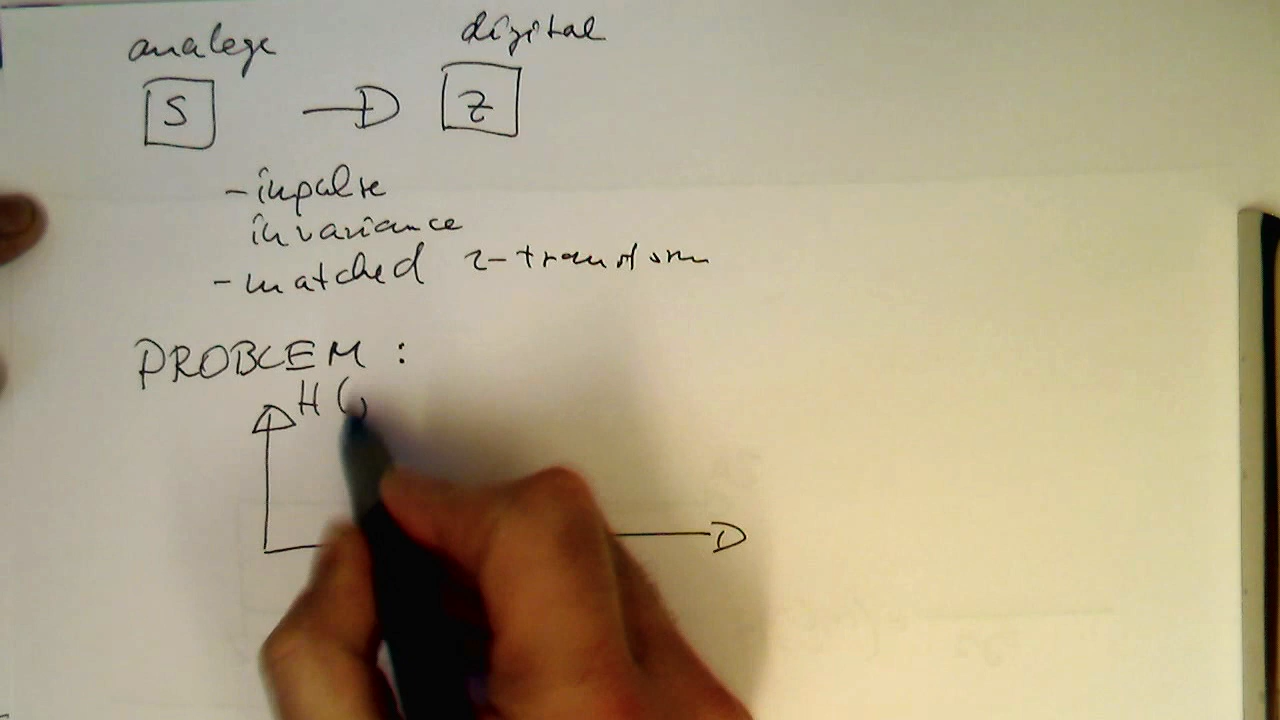 analoge digital
S Z
- impulse
invariance
- matched z-transform
PROBLEM :
H (